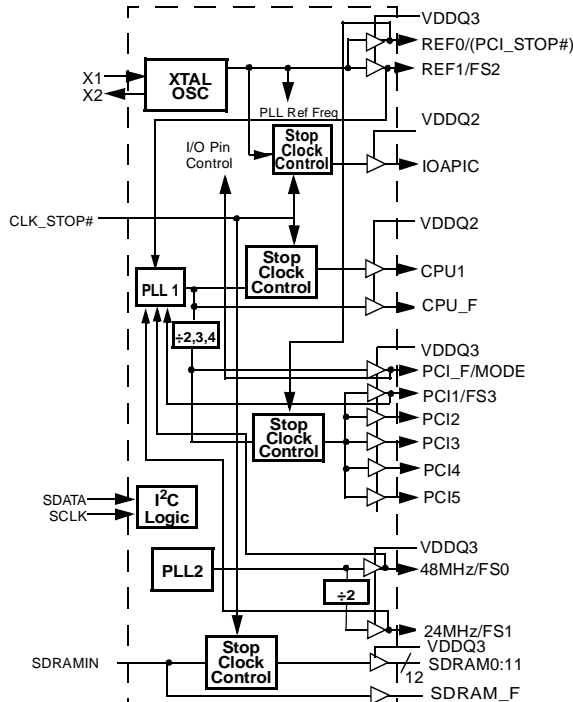 VDDQ3
REF0/(PCI_STOP#)
X1
X2
XTAL
OSC
REF1/FS2
PLL Ref Freq
VDDQ2
I/O Pin
Control
Stop
Clock
Control
IOAPIC
CLK_STOP#
VDDQ2
Stop
Clock
Control
CPU1
PLL 1
CPU_F
÷2,3,4
VDDQ3
PCI_F/MODE
PCI1/FS3
Stop
Clock
Control
PCI2
PCI3
PCI4
PCI5
SDATA
SCLK
I2C
Logic
VDDQ3
PLL2
48MHz/FS0
÷2
24MHz/FS1
VDDQ3
SDRAMIN
Stop
Clock
Control
SDRAM0:11
12
SDRAM_F